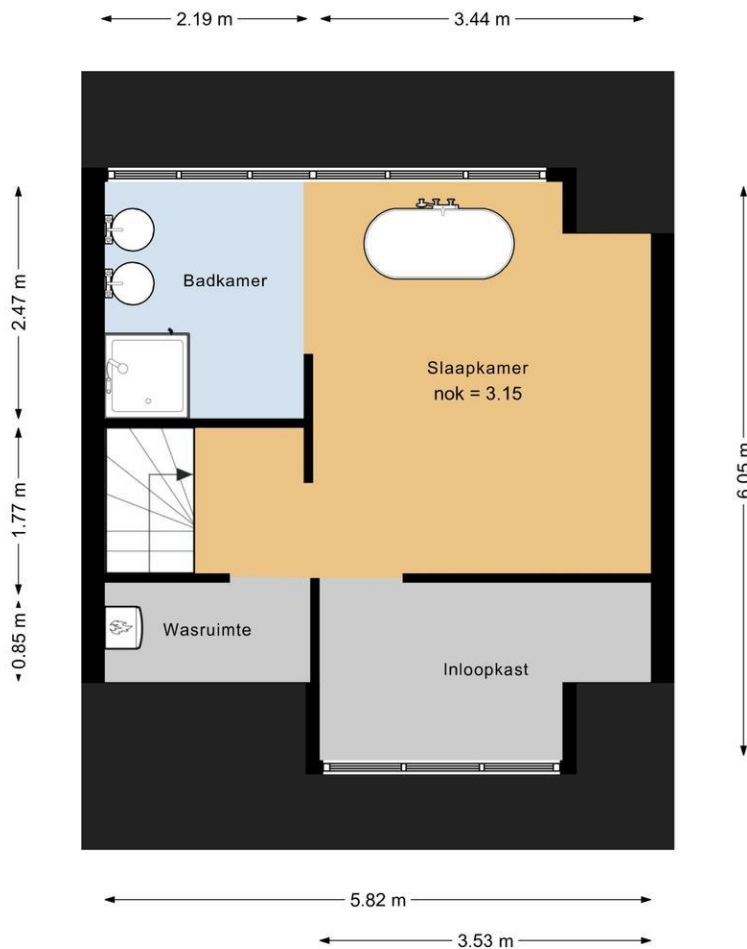 2.19 m
3.44 m
2.47 m
Badkamer
Slaapkamer
nok = 3.15
6.05 m
1.77 m
0.85 m
Wasruimte
Inloopkast
5.82 m
3.53 m